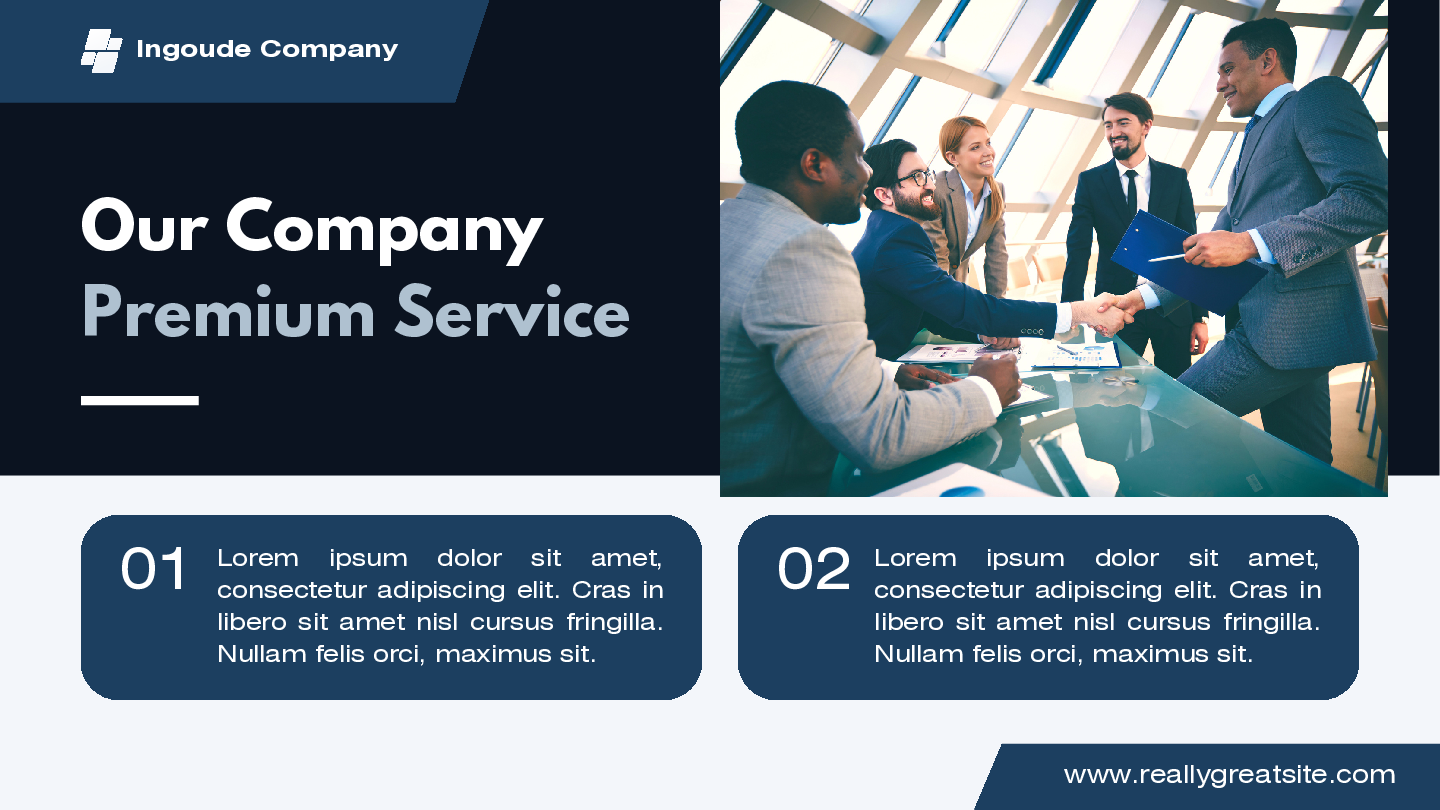 Ingoude Company
Our Company
Premium Service
01
Lorem ipsum dolor sit amet,
consectetur adipiscing elit. Cras in
libero sit amet nisl cursus fringilla.
Nullam felis orci, maximus sit.
02
Lorem ipsum dolor sit amet,
consectetur adipiscing elit. Cras in
libero sit amet nisl cursus fringilla.
Nullam felis orci, maximus sit.
www.reallygreatsite.com